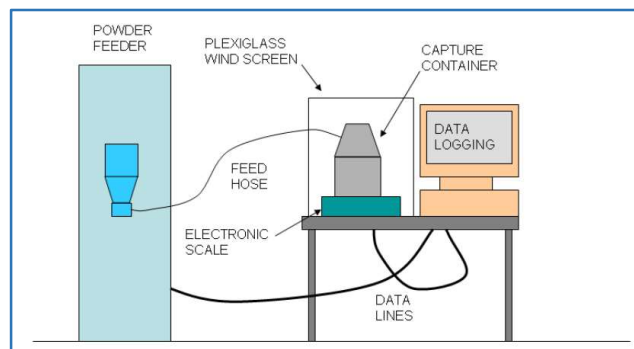 POWDER
FEEDER
PLEXIGLASS
WIND SCREEN
CAPTURE
CONTAINER
DATA
LOGGING
FEED
HOSE
ELECTRONIC
SCALE
DATA
LINES